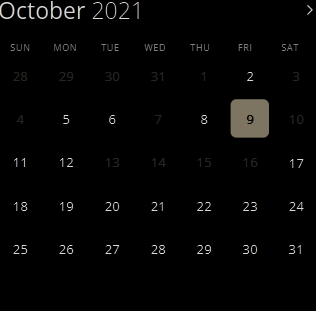 October 2021
SUN MON TUE WED THU FRI SAT
28 29 30 31 1 2 3
4 5 6 7 8 9 10
11 12 13 14 15 16 17
18 19 20 21 22 23 24
25 26 27 28 29 30 31